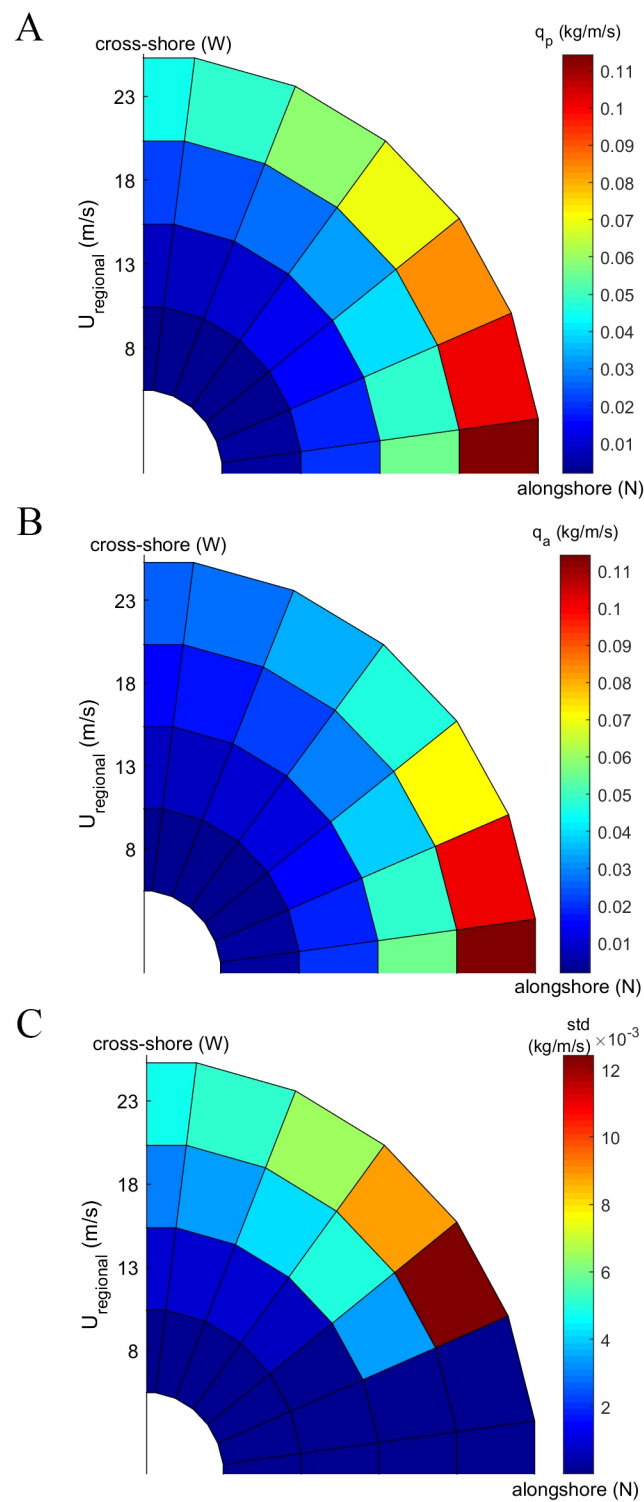 A
q_p (kg/m/s)
cross-shore (W)
23
18
13
8
U_regional (m/s)
0.11
0.1
0.09
0.08
0.07
0.06
0.05
0.04
0.03
0.02
0.01
alongshore (N)
B
q_a (kg/m/s)
cross-shore (W)
23
18
13
8
U_regional (m/s)
0.11
0.1
0.09
0.08
0.07
0.06
0.05
0.04
0.03
0.02
0.01
alongshore (N)
C
std
(kg/m/s) ×10^-3
cross-shore (W)
23
18
13
8
U_regional (m/s)
12
10
8
6
4
2
alongshore (N)